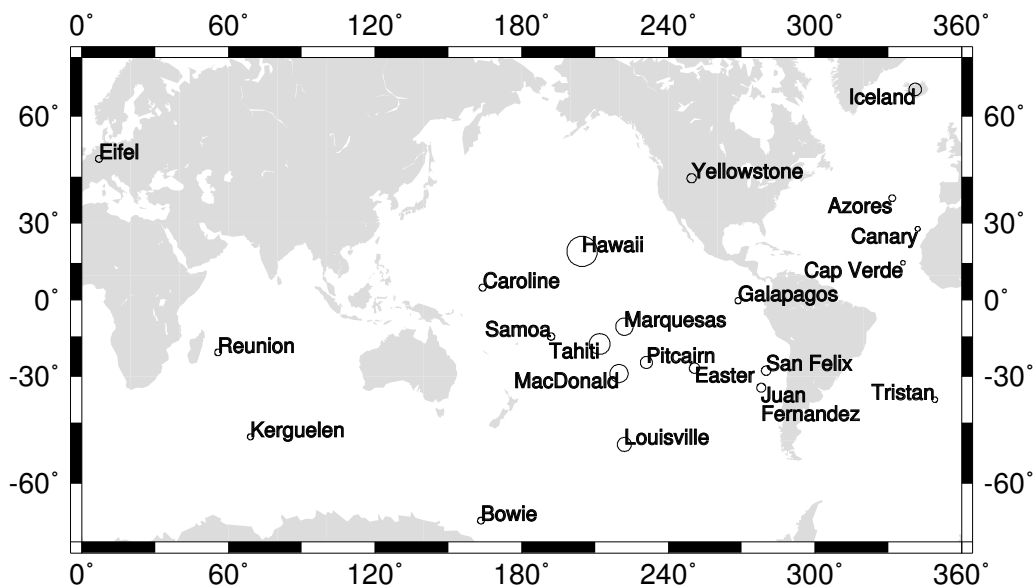 0° 60° 120° 180° 240° 300° 360°
Iceland
60° 60°
Eifel
Yellowstone
Azores
30° 30°
Canary
Hawaii
Cap Verde
Caroline
Galapagos
0° 0°
Marquesas
Samoa
Reunion
Tahiti
Pitcairn
San Felix
Easter
-30° -30°
MacDonald
Tristan
Juan
Fernandez
Kerguelen
Louisville
-60° -60°
Bowie
0° 60° 120° 180° 240° 300° 360°